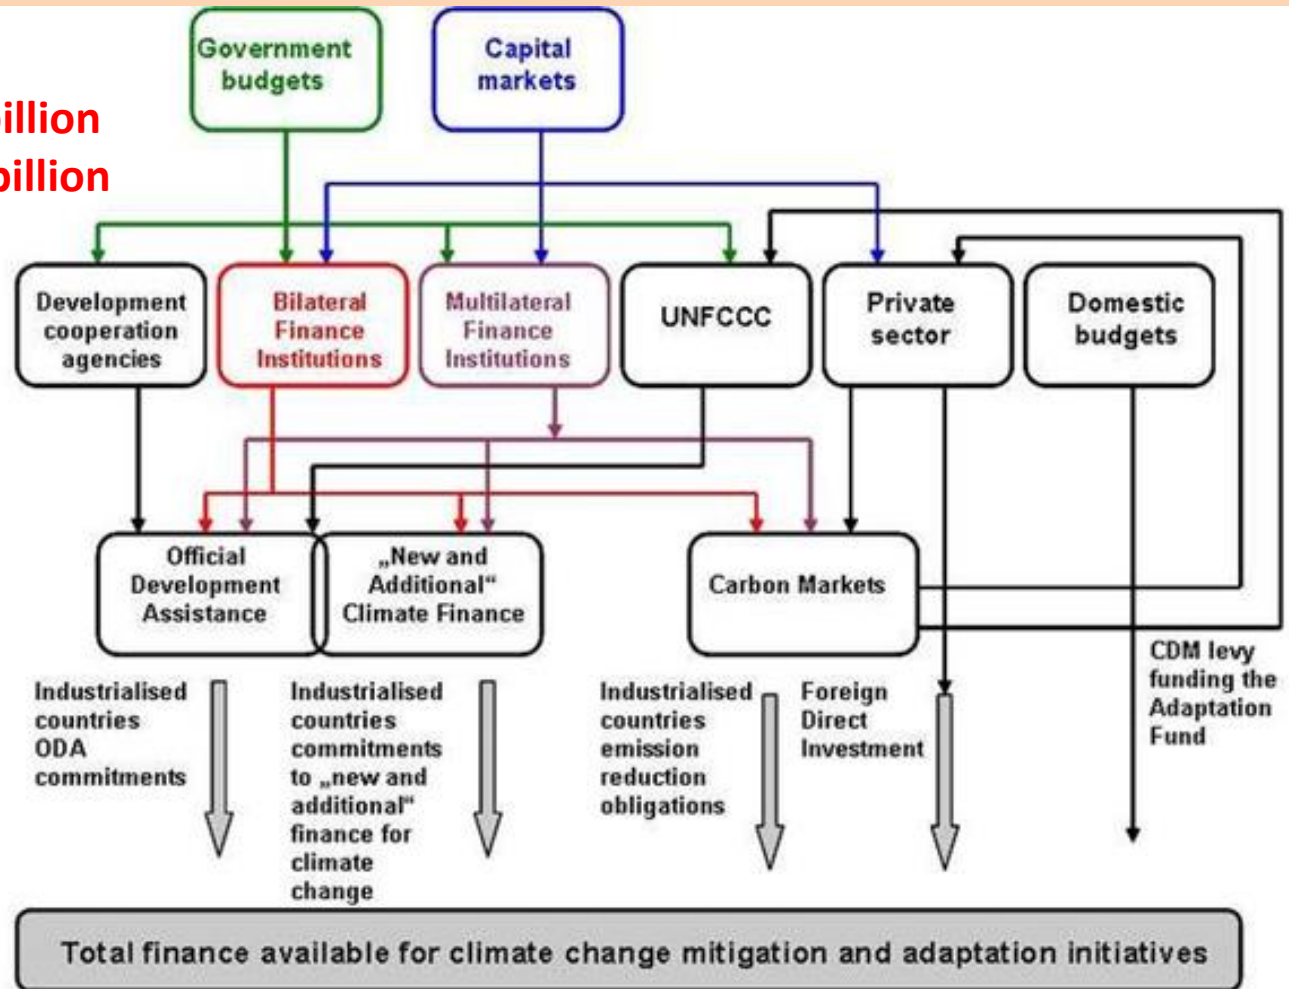 Government
budgets
Capital
markets
billion
billion
Development
cooperation
agencies
Bilateral
Finance
Institutions
Multilateral
Finance
Institutions
UNFCCC
Private
sector
Domestic
budgets
Official
Development
Assistance
„New and
Additional“
Climate Finance
Carbon Markets
Industrialised
countries
ODA
commitments
Industrialised
countries
commitments
to „new and
additional“
finance for
climate
change
Industrialised
countries
emission
reduction
obligations
Foreign
Direct
Investment
CDM levy
funding the
Adaptation
Fund
Total finance available for climate change mitigation and adaptation initiatives